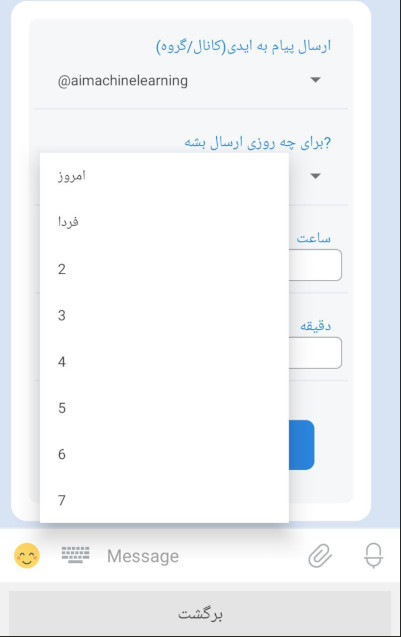 ارسال پیام به ایدی(کانال/گروه)
@aimachinelearning
برای چه روزی ارسال بشه?
امروز
فردا
ساعت
2
3
دقیقه
4
5
6
7
Message
برگشت